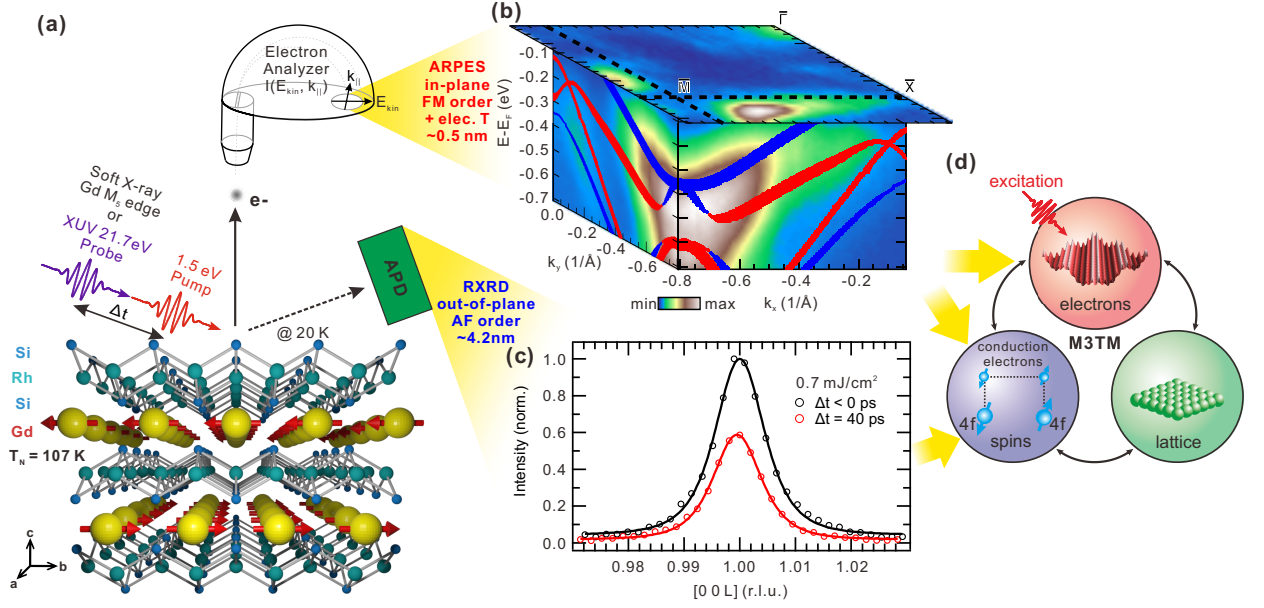 (a)
Electron
Analyzer
I(E_kin, k_||)
k_||
E_kin
ARPES
in-plane
FM order
+ elec. T
~0.5 nm
e-
Soft X-ray
Gd M_5 edge
or
XUV 21.7eV
Probe
1.5 eV
Pump
Δt
APD
@ 20 K
RXRD
out-of-plane
AF order
~4.2nm
Si
Rh
Si
Gd
T_N = 107 K
c
b
a
(b)
Γ̅
M̅
X̅
E-E_F (eV)
-0.1
-0.2
-0.3
-0.4
-0.5
-0.6
-0.7
0.0
-0.2
-0.4
-0.6
k_y (1/Å)
-0.8
-0.6
-0.4
-0.2
k_x (1/Å)
min
max
(c)
Intensity (norm.)
1.0
0.8
0.6
0.4
0.2
0.0
0.7 mJ/cm²
Δt < 0 ps
Δt = 40 ps
0.98
0.99
1.00
1.01
1.02
[0 0 L] (r.l.u.)
(d)
excitation
electrons
M3TM
conduction
electrons
4f
4f
spins
lattice